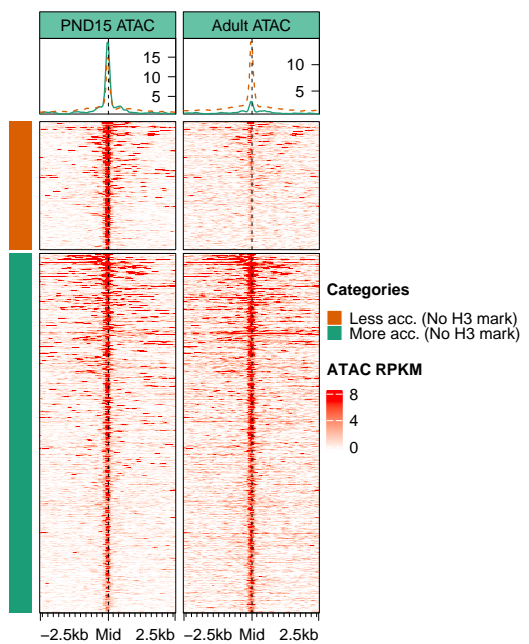 PND15 ATAC
Adult ATAC
15
10
5
10
5
Categories
Less acc. (No H3 mark)
More acc. (No H3 mark)
ATAC RPKM
8
4
0
−2.5kb Mid 2.5kb
−2.5kb Mid 2.5kb